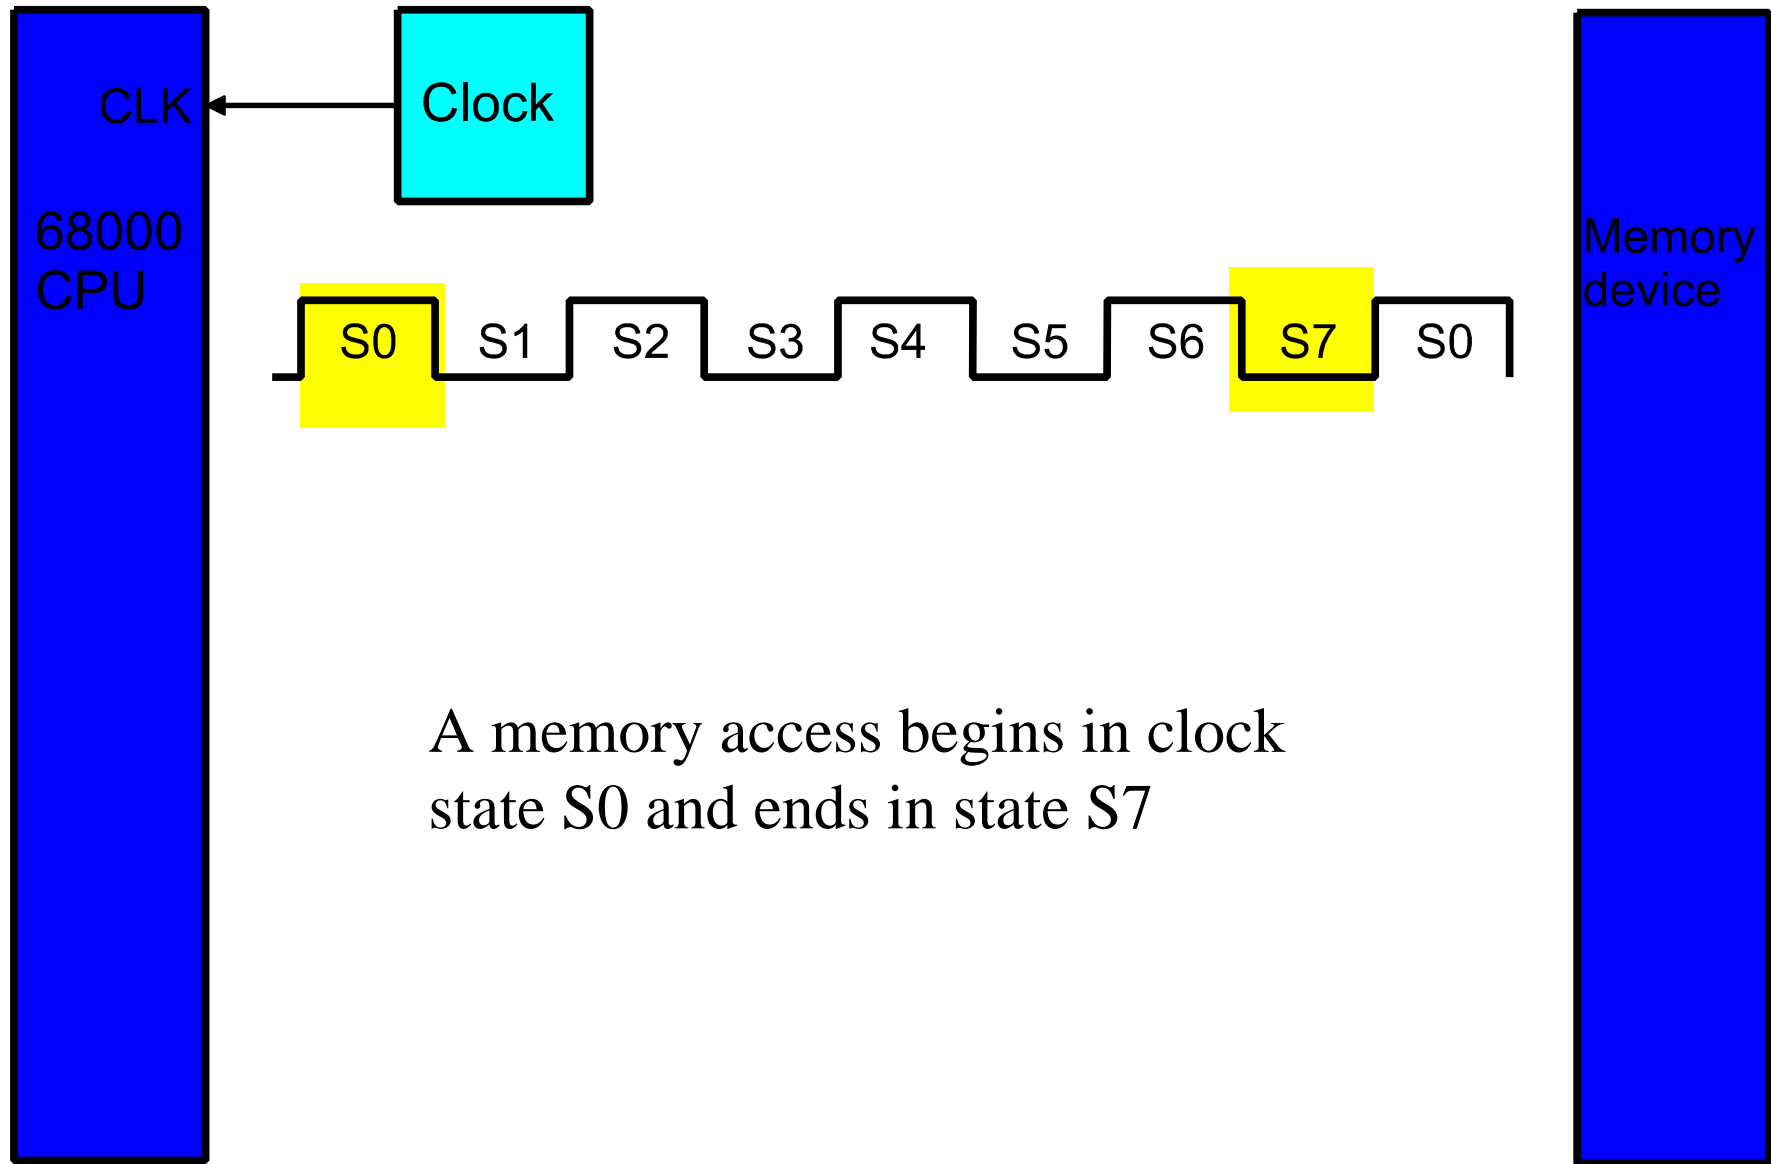 CLK
Clock
68000
CPU
Memory
device
S0 S1 S2 S3 S4 S5 S6 S7 S0
A memory access begins in clock
state S0 and ends in state S7